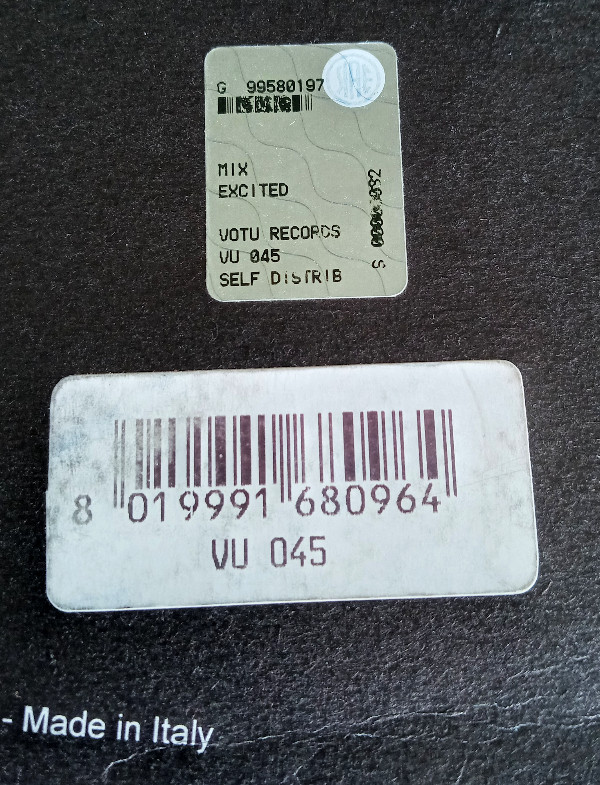 G 99580197
MIX
EXCITED
VOTU RECORDS
VU 045
SELF DISTRIB
8 019991 680964
VU 045
- Made in Italy